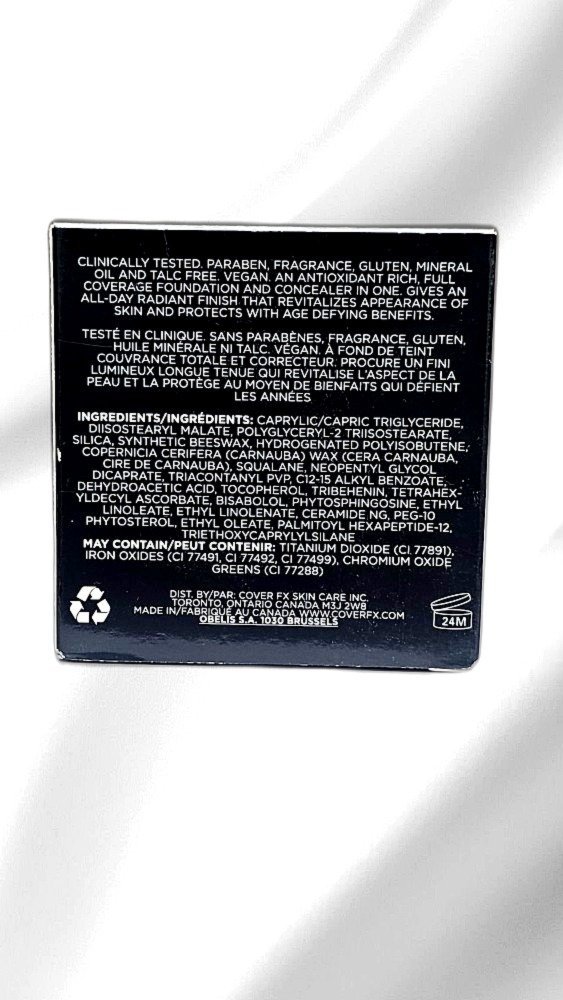 CLINICALLY TESTED. PARABEN, FRAGRANCE, GLUTEN, MINERAL
OIL AND TALC FREE. VEGAN. AN ANTIOXIDANT RICH, FULL
COVERAGE FOUNDATION AND CONCEALER IN ONE. GIVES AN
ALL-DAY RADIANT FINISH THAT REVITALIZES APPEARANCE OF
SKIN AND PROTECTS WITH AGE DEFYING BENEFITS.
TESTÉ EN CLINIQUE. SANS PARABÈNES, FRAGRANCE, GLUTEN,
HUILE MINÉRALE NI TALC. VÉGAN. À FOND DE TEINT
COUVRANCE TOTALE ET CORRECTEUR. PROCURE UN FINI
LUMINEUX LONGUE TENUE QUI REVITALISE L'ASPECT DE LA
PEAU ET LA PROTÈGE AU MOYEN DE BIENFAITS QUI DÉFIENT
LES ANNÉES
INGREDIENTS/INGRÉDIENTS: CAPRYLIC/CAPRIC TRIGLYCERIDE,
DIISOSTEARYL MALATE, POLYGLYCERYL-2 TRIISOSTEARATE,
SILICA, SYNTHETIC BEESWAX, HYDROGENATED POLYISOBUTENE,
COPERNICIA CERIFERA (CARNAUBA) WAX (CERA CARNAUBA,
CIRE DE CARNAUBA), SQUALANE, NEOPENTYL GLYCOL
DICAPRATE, TRIACONTANYL PVP, C12-15 ALKYL BENZOATE,
DEHYDROACETIC ACID, TOCOPHEROL, TRIBEHENIN, TETRAHEX-
YLDECYL ASCORBATE, BISABOLOL, PHYTOSPHINGOSINE, ETHYL
LINOLEATE, ETHYL LINOLENATE, CERAMIDE NG, PEG-10
PHYTOSTEROL, ETHYL OLEATE, PALMITOYL HEXAPEPTIDE-12,
TRIETHOXYCAPRYLYLSILANE
MAY CONTAIN/PEUT CONTENIR: TITANIUM DIOXIDE (CI 77891),
IRON OXIDES (CI 77491, CI 77492, CI 77499), CHROMIUM OXIDE
GREENS (CI 77288)
DIST. BY/PAR: COVER FX SKIN CARE INC.
TORONTO, ONTARIO CANADA M3J 2W8
MADE IN/FABRIQUÉ AU CANADA WWW.COVERFX.COM
OBELIS S.A. 1030 BRUSSELS
24M